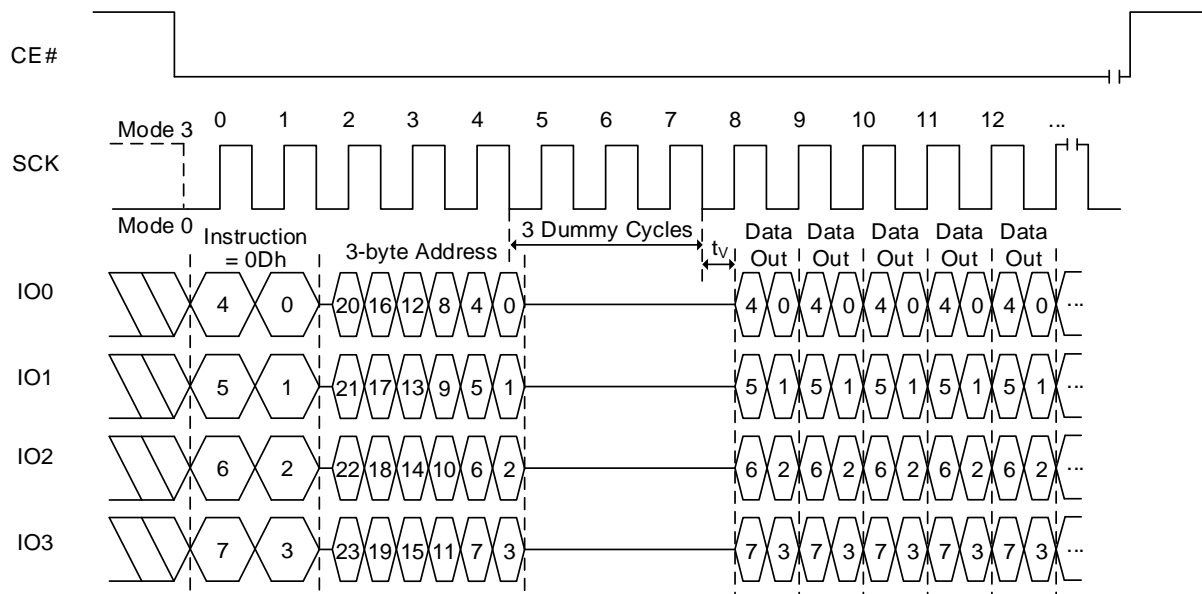 CE#
Mode 3
0 1 2 3 4 5 6 7 8 9 10 11 12 ...
SCK
Mode 0
Instruction
= 0Dh
3-byte Address
3 Dummy Cycles
tV
Data
Out
Data
Out
Data
Out
Data
Out
Data
Out
IO0 4 0 20 16 12 8 4 0 4 0 4 0 4 0 4 0 4 0 ...
IO1 5 1 21 17 13 9 5 1 5 1 5 1 5 1 5 1 5 1 ...
IO2 6 2 22 18 14 10 6 2 6 2 6 2 6 2 6 2 6 2 ...
IO3 7 3 23 19 15 11 7 3 7 3 7 3 7 3 7 3 7 3 ...